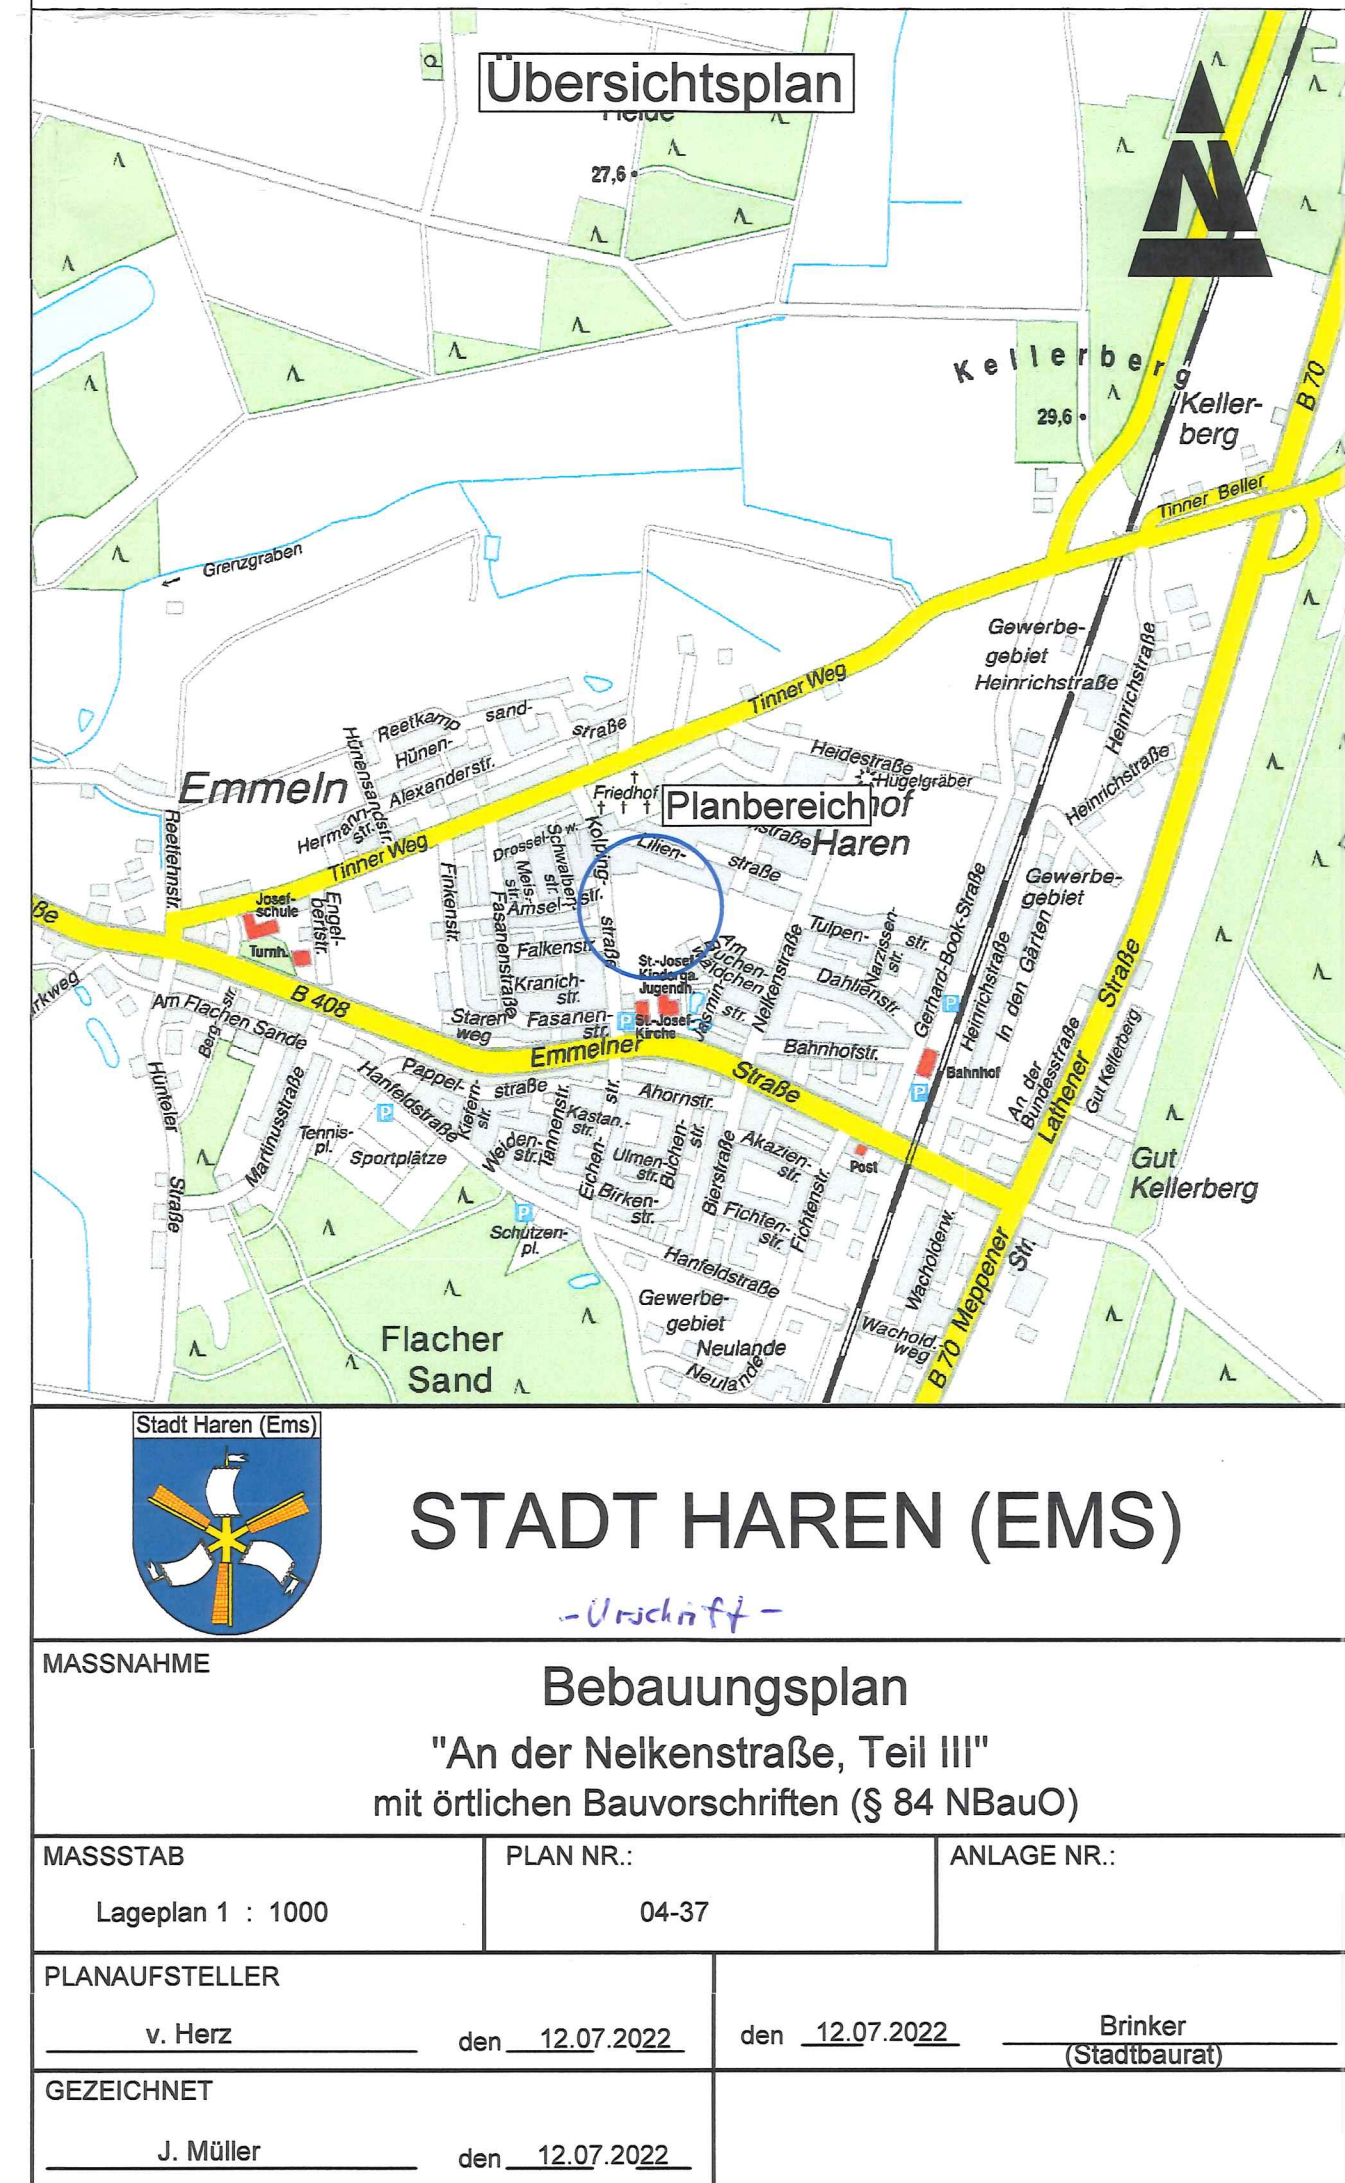 Übersichtsplan
27,6
Kellerberg
29,6
Keller-
berg
B 70
Tinner Beller
Grenzgraben
Gewerbe-
gebiet
Heinrichstraße
Heinrichstraße
Heinrichstraße
Tinner Weg
Reetkamp
sand-
straße
Hünen-
Hünensandstr.
Alexanderstr.
Hermann-
str.
Emmeln
Heidestraße
Hügelgräber
Friedhof
Planbereich
hof
Haren
straße
Reetfehnstr.
Tinner Weg
Drossel-
w.
Schwalben
str.
Meis-
str.
Kolping-
straße
Lilien-
straße
Finkenstr.
Fasanenstraße
Amsel-
str.
Gewerbe-
gebiet
Josef-
schule
Engel-
bertstr.
Turnh.
ße
Falkenstr.
Kranich-
str.
St.-Josef
Kinderga.
Jugendh.
St.-Josef-
Kirche
Am
Buchen-
wäldchen
Jasmin-
str.
Nelkenstraße
Tulpen-
str.
Narzissen-
str.
Dahlienstr.
Gerhard-Book-Straße
Heinrichstraße
In den Gärten
Lathener Straße
rkweg
Am Flachen Sande
Berg-
str.
B 408
Staren
weg
Fasanen-
str.
P
P
P
P
P
Emmelner
Straße
Bahnhofstr.
Bahnhof
An der
Bundesstraße
Gut Kellerberg
Hünteler
Straße
Martinusstraße
Hanfeldstraße
Pappel-
straße
Kiefern-
str.
Tannenstr.
Weiden-
str.
Kastan.-
str.
Eichen-
str.
Ahornstr.
Ulmen-
str.
Buchen-
str.
Birken-
str.
Bierstraße
Akazien-
str.
Fichten-
str.
Fichtenstr.
Post
Tennis-
pl.
Sportplätze
Schützen-
pl.
Hanfeldstraße
Gut
Kellerberg
Wacholderw.
Wachold.-
weg
B 70 Meppener
Str.
Gewerbe-
gebiet
Neulande
Neulande
Flacher
Sand
Stadt Haren (Ems)
STADT HAREN (EMS)
- Urschrift -
MASSNAHME
Bebauungsplan
"An der Nelkenstraße, Teil III"
mit örtlichen Bauvorschriften (§ 84 NBauO)
MASSSTAB
Lageplan 1 : 1000
PLAN NR.:
04-37
ANLAGE NR.:
PLANAUFSTELLER
v. Herz den 12.07.2022
den 12.07.2022 Brinker
(Stadtbaurat)
GEZEICHNET
J. Müller den 12.07.2022